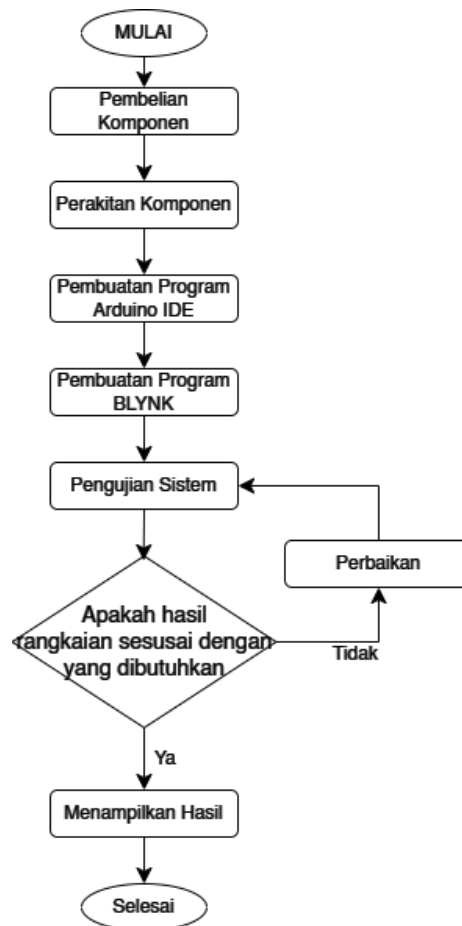 MULAI
Pembelian
Komponen
Perakitan Komponen
Pembuatan Program
Arduino IDE
Pembuatan Program
BLYNK
Pengujian Sistem
Perbaikan
Apakah hasil
rangkaian sesusai dengan
yang dibutuhkan
Tidak
Ya
Menampilkan Hasil
Selesai